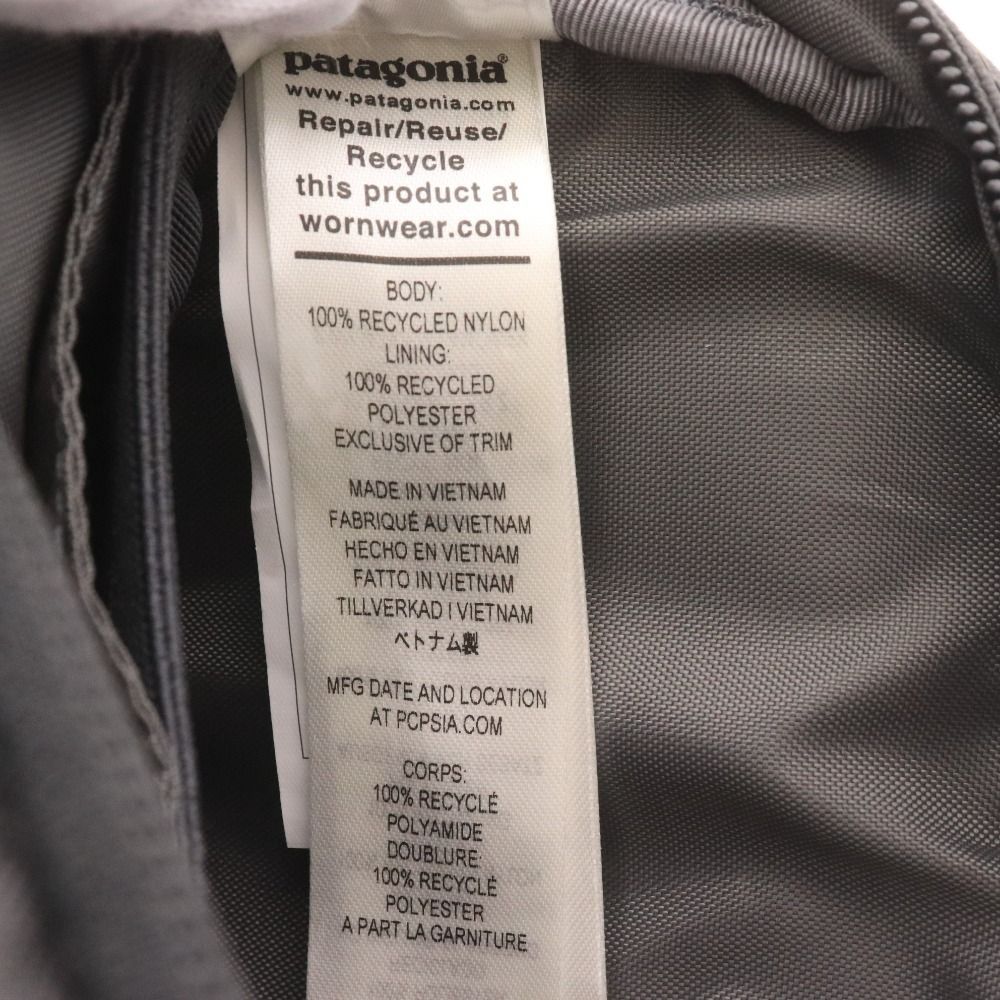 patagonia®
www.patagonia.com
Repair/Reuse/
Recycle
this product at
wornwear.com
BODY:
100% RECYCLED NYLON
LINING:
100% RECYCLED
POLYESTER
EXCLUSIVE OF TRIM
MADE IN VIETNAM
FABRIQUÉ AU VIETNAM
HECHO EN VIETNAM
FATTO IN VIETNAM
TILLVERKAD I VIETNAM
ベトナム製
MFG DATE AND LOCATION
AT PCPSIA.COM
CORPS:
100% RECYCLÉ
POLYAMIDE
DOUBLURE:
100% RECYCLÉ
POLYESTER
A PART LA GARNITURE